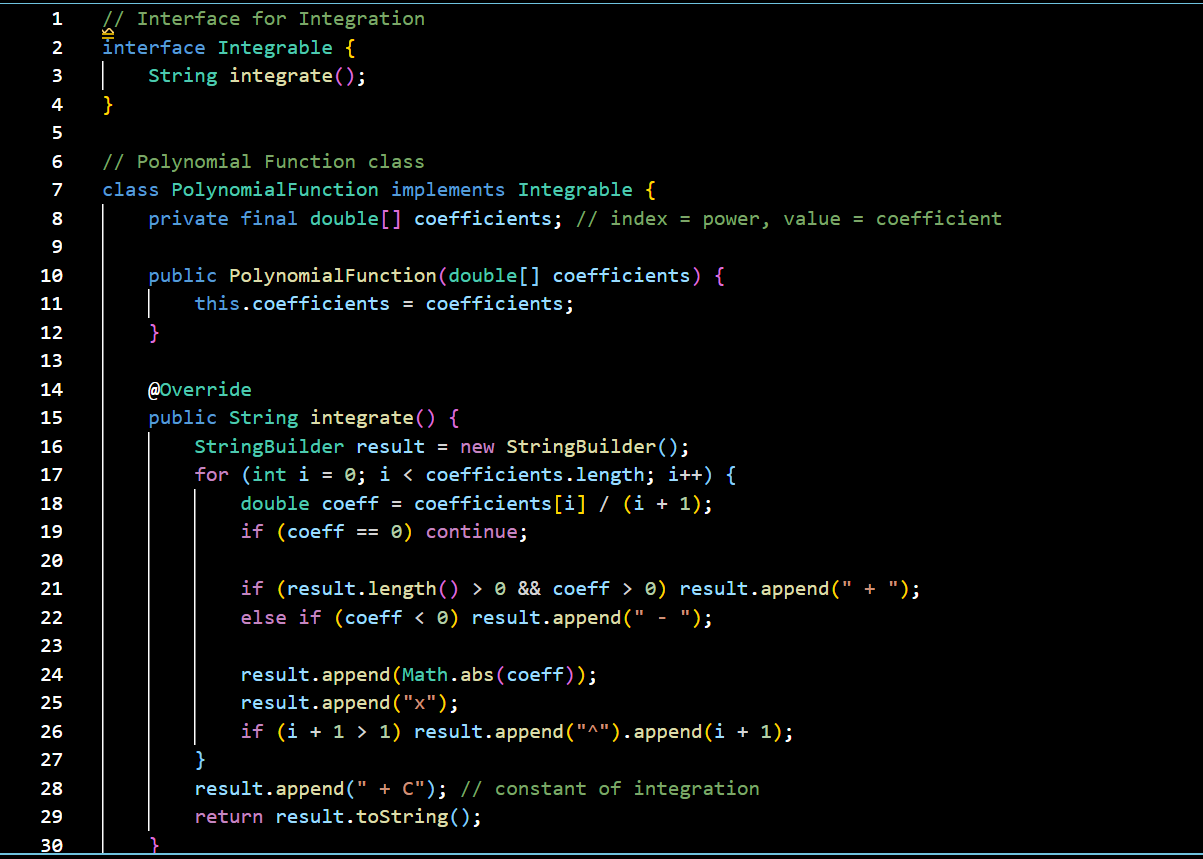 1 // Interface for Integration
2 interface Integrable {
3 String integrate();
4 }
5
6 // Polynomial Function class
7 class PolynomialFunction implements Integrable {
8 private final double[] coefficients; // index = power, value = coefficient
9
10 public PolynomialFunction(double[] coefficients) {
11 this.coefficients = coefficients;
12 }
13
14 @Override
15 public String integrate() {
16 StringBuilder result = new StringBuilder();
17 for (int i = 0; i < coefficients.length; i++) {
18 double coeff = coefficients[i] / (i + 1);
19 if (coeff == 0) continue;
20
21 if (result.length() > 0 && coeff > 0) result.append(" + ");
22 else if (coeff < 0) result.append(" - ");
23
24 result.append(Math.abs(coeff));
25 result.append("x");
26 if (i + 1 > 1) result.append("^").append(i + 1);
27 }
28 result.append(" + C"); // constant of integration
29 return result.toString();
30 }